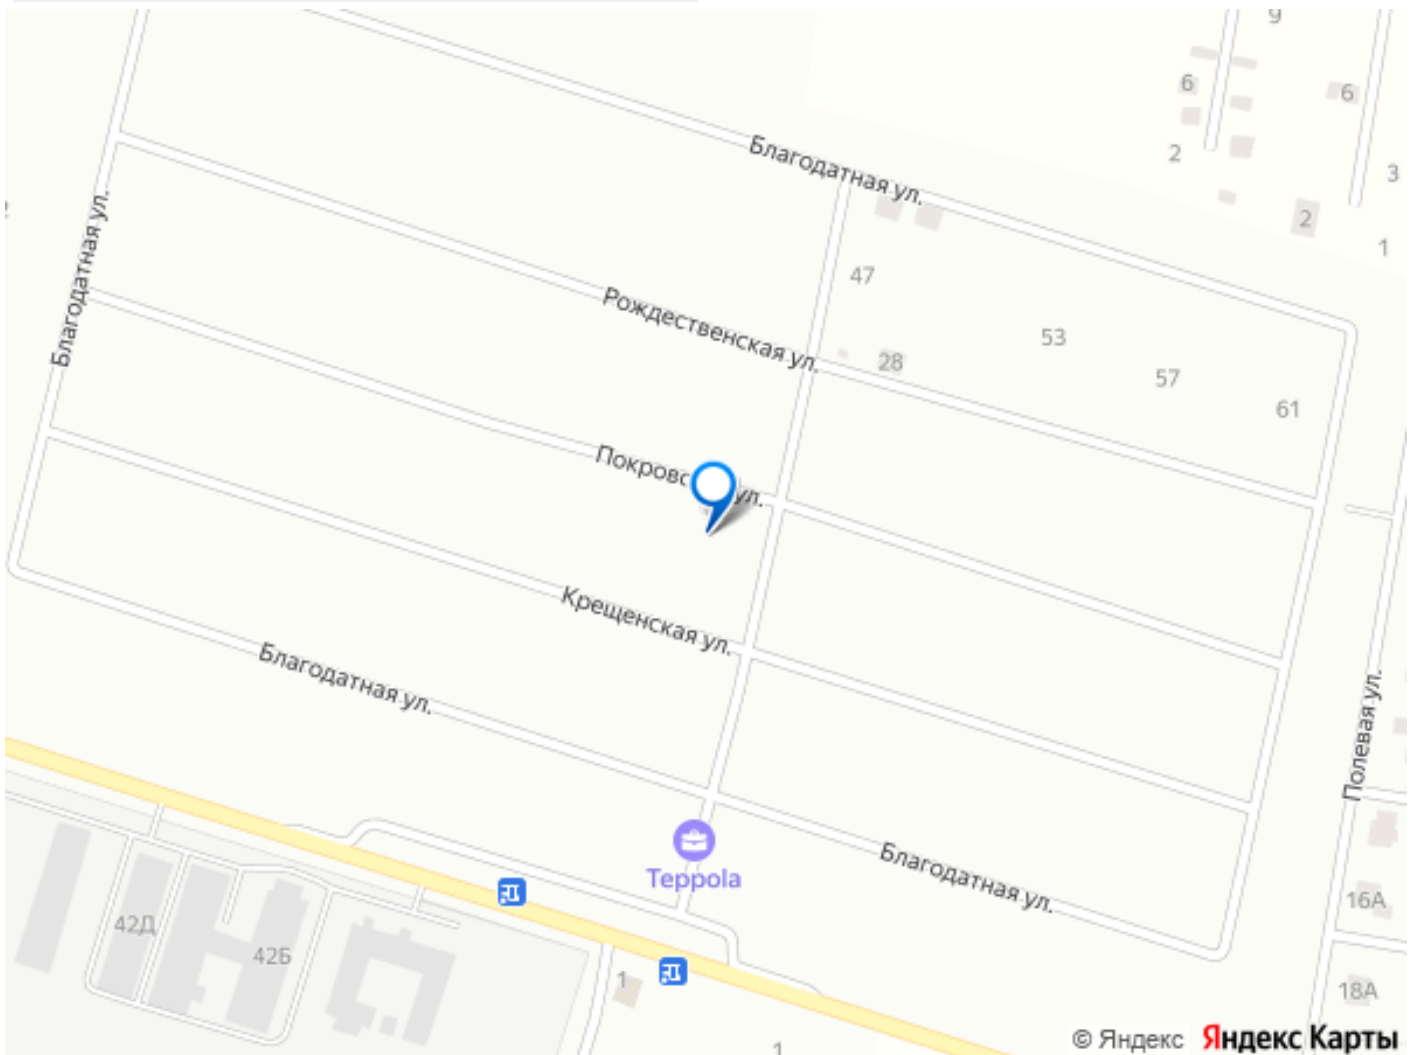 9
6
6
Благодатная ул.
2
3
Благодатная ул.
2
1
47
Рождественская ул.
53
28
57
61
Покровс
ул.
Крещенская ул.
Благодатная ул.
Полевая ул.
Teppola
Благодатная ул.
16А
42Д
42Б
1
18А
1
© Яндекс Яндекс Карты